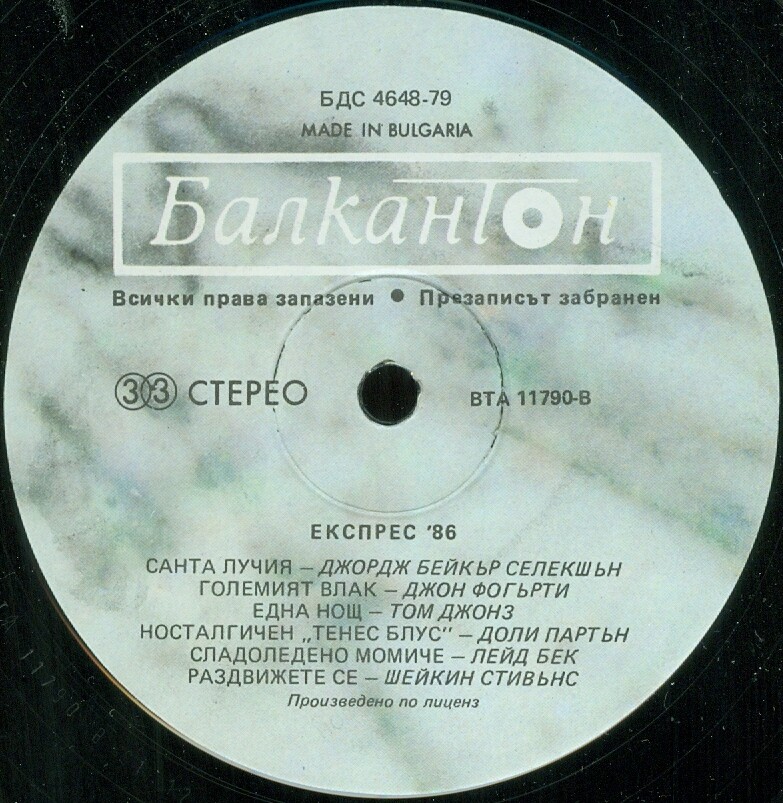 БДС 4648-79
MADE IN BULGARIA
Балкантон
Всички права запазени ● Презаписът забранен
33 СТЕРЕО
ВТА 11790-В
ЕКСПРЕС '86
САНТА ЛУЧИЯ – ДЖОРДЖ БЕЙКЪР СЕЛЕКШЪН
ГОЛЕМИЯТ ВЛАК – ДЖОН ФОГЪРТИ
ЕДНА НОЩ – ТОМ ДЖОНЗ
НОСТАЛГИЧЕН „ТЕНЕС БЛУС" – ДОЛИ ПАРТЪН
СЛАДОЛЕДЕНО МОМИЧЕ – ЛЕЙД БЕК
РАЗДВИЖЕТЕ СЕ – ШЕЙКИН СТИВЪНС
Произведено по лиценз